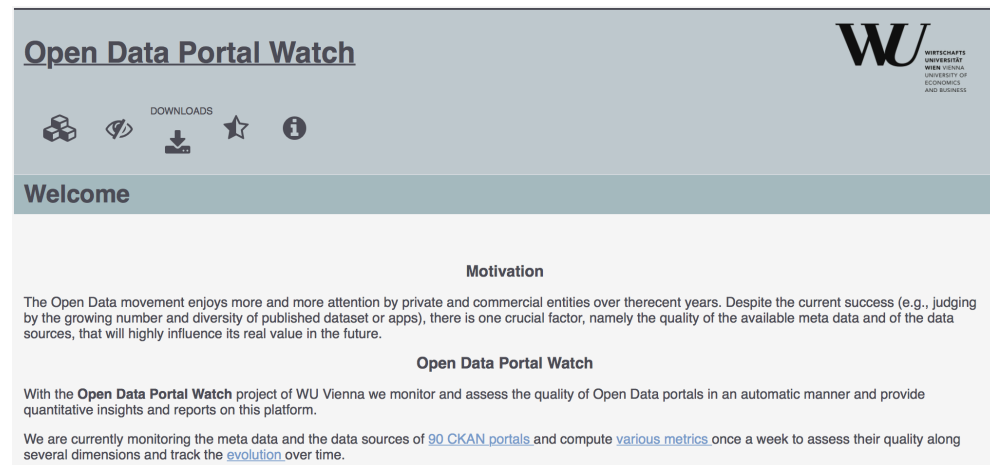 Open Data Portal Watch
WU
WIRTSCHAFTS
UNIVERSITÄT
WIEN VIENNA
UNIVERSITY OF
ECONOMICS
AND BUSINESS
DOWNLOADS
Welcome
Motivation
The Open Data movement enjoys more and more attention by private and commercial entities over therecent years. Despite the current success (e.g., judging
by the growing number and diversity of published dataset or apps), there is one crucial factor, namely the quality of the available meta data and of the data
sources, that will highly influence its real value in the future.
Open Data Portal Watch
With the Open Data Portal Watch project of WU Vienna we monitor and assess the quality of Open Data portals in an automatic manner and provide
quantitative insights and reports on this platform.
We are currently monitoring the meta data and the data sources of 90 CKAN portals and compute various metrics once a week to assess their quality along
several dimensions and track the evolution over time.